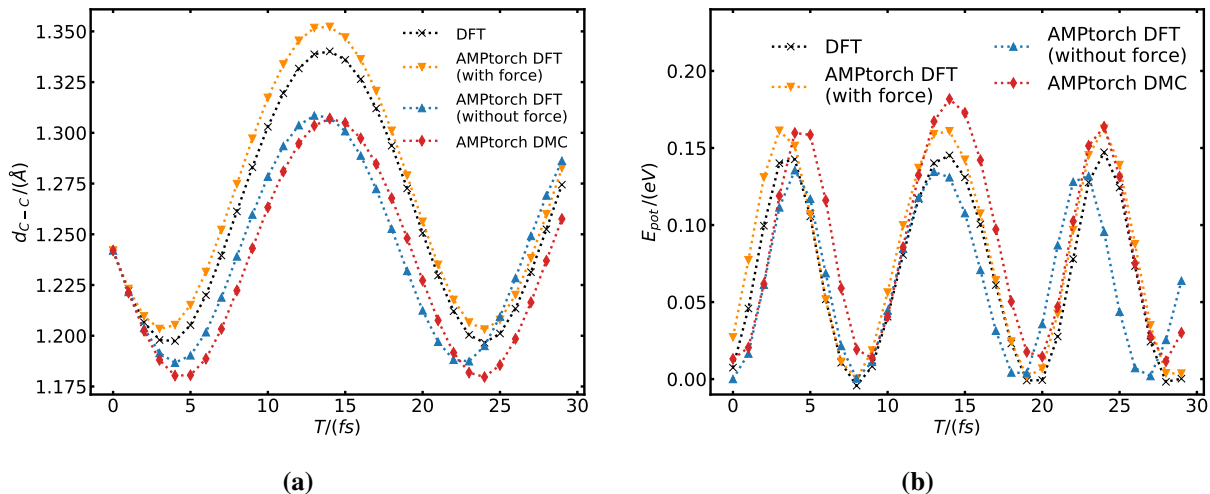 1.350
1.325
1.300
1.275
1.250
1.225
1.200
1.175
d_{C-C}/(Å)
0 5 10 15 20 25 30
T/(fs)
DFT
AMPtorch DFT
(with force)
AMPtorch DFT
(without force)
AMPtorch DMC
(a)
0.20
0.15
0.10
0.05
0.00
E_{pot}/(eV)
0 5 10 15 20 25 30
T/(fs)
DFT
AMPtorch DFT
(with force)
AMPtorch DFT
(without force)
AMPtorch DMC
(b)